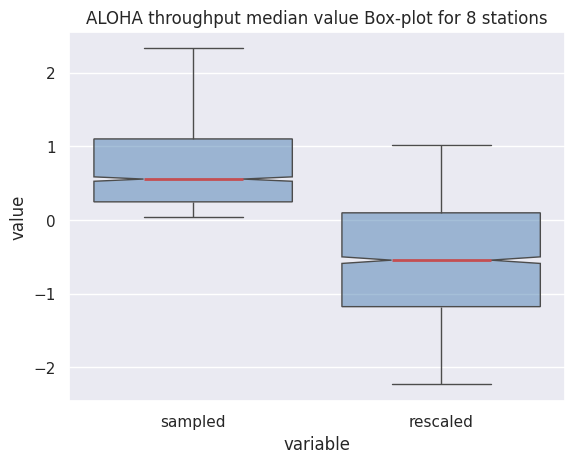 ALOHA throughput median value Box-plot for 8 stations
2
1
0
−1
−2
value
sampled
rescaled
variable